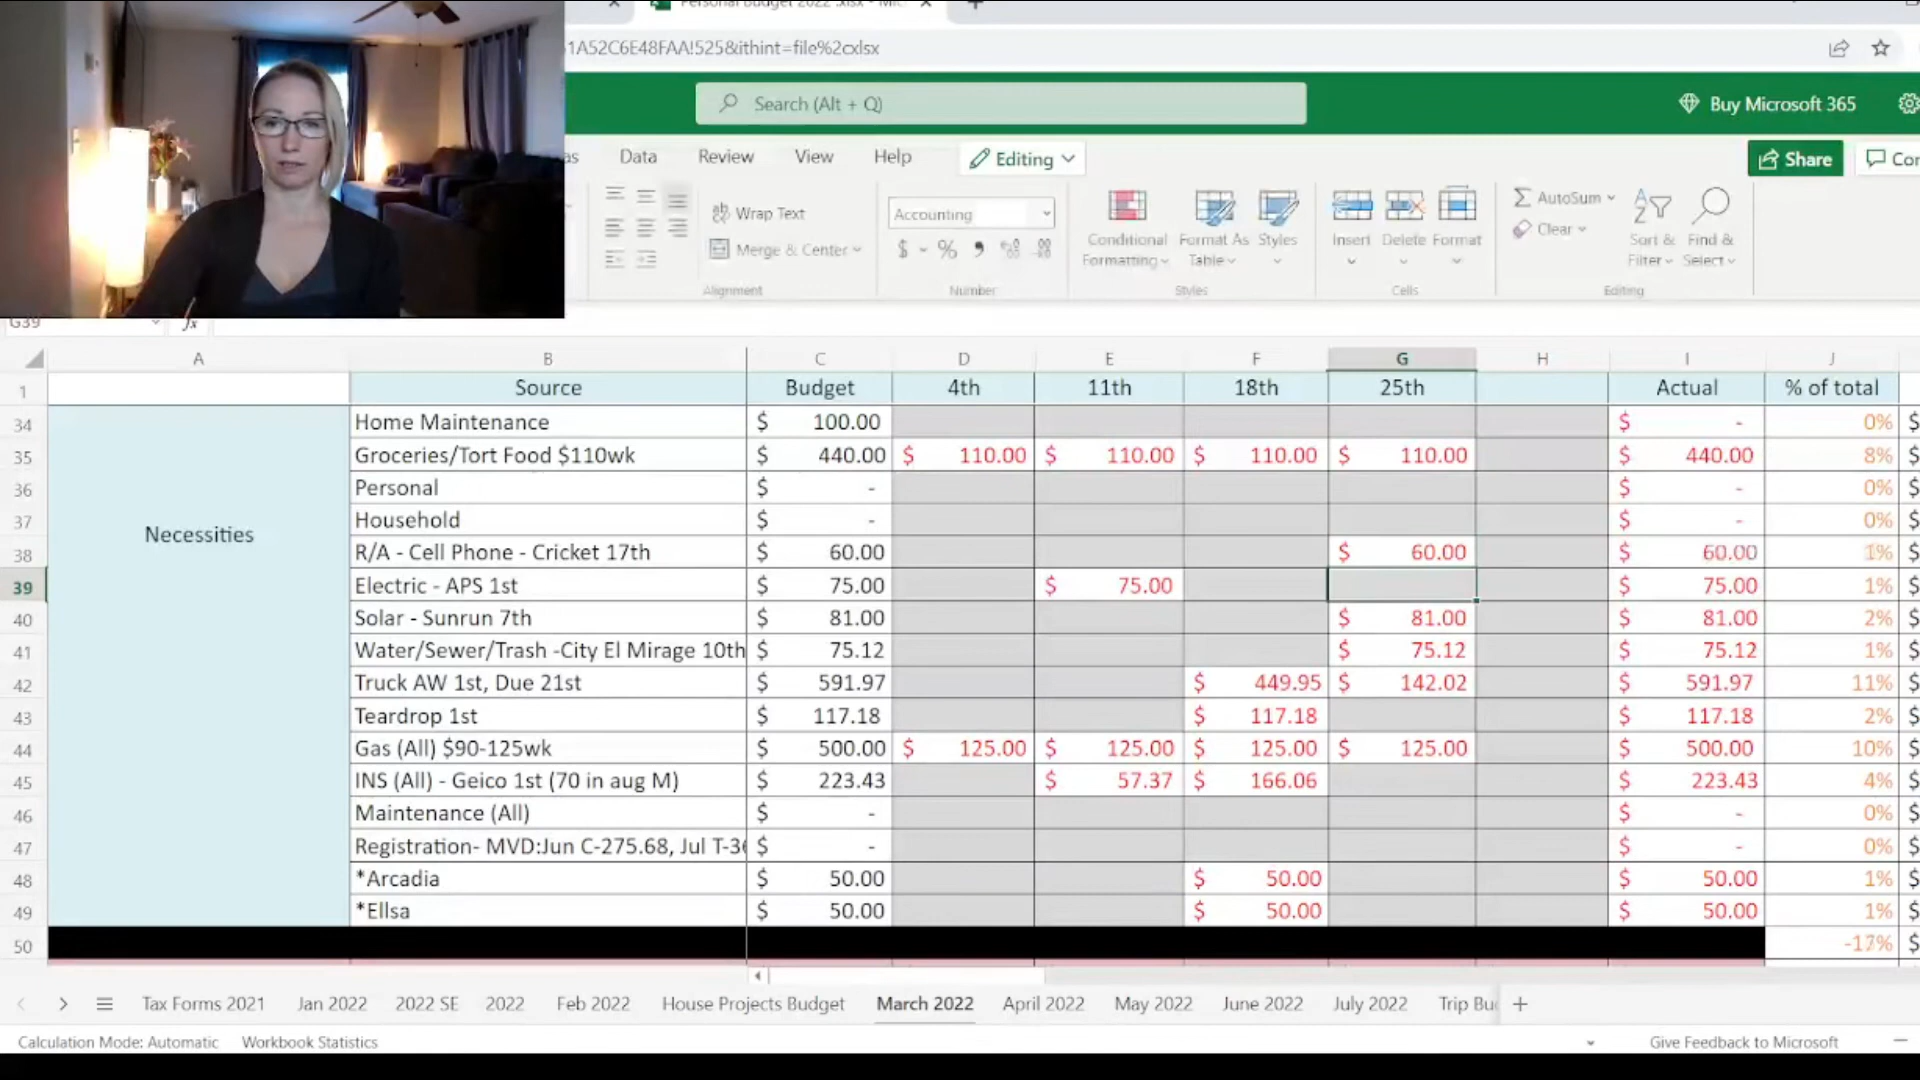 Personal Budget 2022 .xlsx - Mic
1A52C6E48FAA!525&ithint=file%2cxlsx
Search (Alt + Q)
Buy Microsoft 365
as Data Review View Help Editing Share Cor
Wrap Text Accounting AutoSum
Merge & Center $ % Clear
Conditional Formatting Format As Table Styles Insert Delete Format Sort & Filter Find & Select
Alignment Number Styles Cells Editing
G39 fx
A B C D E F G H I J
1 Source Budget 4th 11th 18th 25th Actual % of total
34 Home Maintenance $ 100.00 $ - 0% $
35 Groceries/Tort Food $110wk $ 440.00 $ 110.00 $ 110.00 $ 110.00 $ 110.00 $ 440.00 8% $
36 Personal $ - $ - 0% $
37 Necessities Household $ - $ - 0% $
38 R/A - Cell Phone - Cricket 17th $ 60.00 $ 60.00 $ 60.00 1% $
39 Electric - APS 1st $ 75.00 $ 75.00 $ 75.00 1% $
40 Solar - Sunrun 7th $ 81.00 $ 81.00 $ 81.00 2% $
41 Water/Sewer/Trash -City El Mirage 10th $ 75.12 $ 75.12 $ 75.12 1% $
42 Truck AW 1st, Due 21st $ 591.97 $ 449.95 $ 142.02 $ 591.97 11% $
43 Teardrop 1st $ 117.18 $ 117.18 $ 117.18 2% $
44 Gas (All) $90-125wk $ 500.00 $ 125.00 $ 125.00 $ 125.00 $ 125.00 $ 500.00 10% $
45 INS (All) - Geico 1st (70 in aug M) $ 223.43 $ 57.37 $ 166.06 $ 223.43 4% $
46 Maintenance (All) $ - $ - 0% $
47 Registration- MVD:Jun C-275.68, Jul T-36 $ - $ - 0% $
48 *Arcadia $ 50.00 $ 50.00 $ 50.00 1% $
49 *Ellsa $ 50.00 $ 50.00 $ 50.00 1% $
50 -17% $
Tax Forms 2021 Jan 2022 2022 SE 2022 Feb 2022 House Projects Budget March 2022 April 2022 May 2022 June 2022 July 2022 Trip Bu
Calculation Mode: Automatic Workbook Statistics Give Feedback to Microsoft